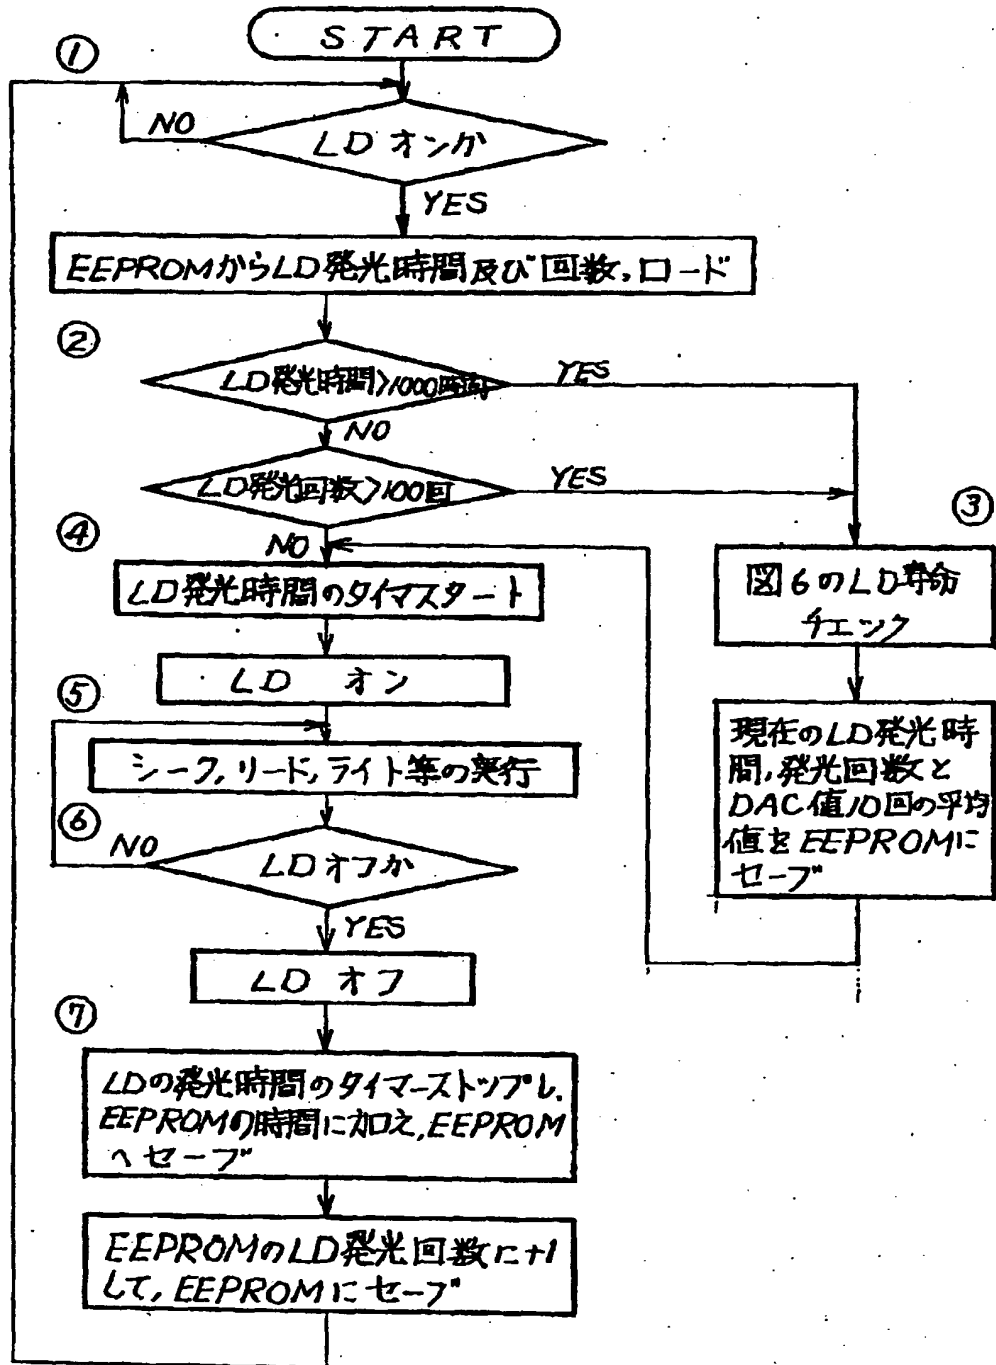 START
①
NO
LD オンか
YES
EEPROMからLD発光時間及び回数,ロード
②
LD発光時間>1000時間
YES
NO
LD発光回数>100回
YES
③
④
NO
LD発光時間のタイマスタート
図6のLD寿命
チェック
LD オン
⑤
シーク,リード,ライト等の実行
現在のLD発光時
間,発光回数と
DAC値10回の平均
値をEEPROMに
セーブ
⑥
NO
LDオフか
YES
LD オフ
⑦
LDの発光時間のタイマーストップし,
EEPROMの時間に加え,EEPROM
へセーブ
EEPROMのLD発光回数に+1
して,EEPROMにセーブ